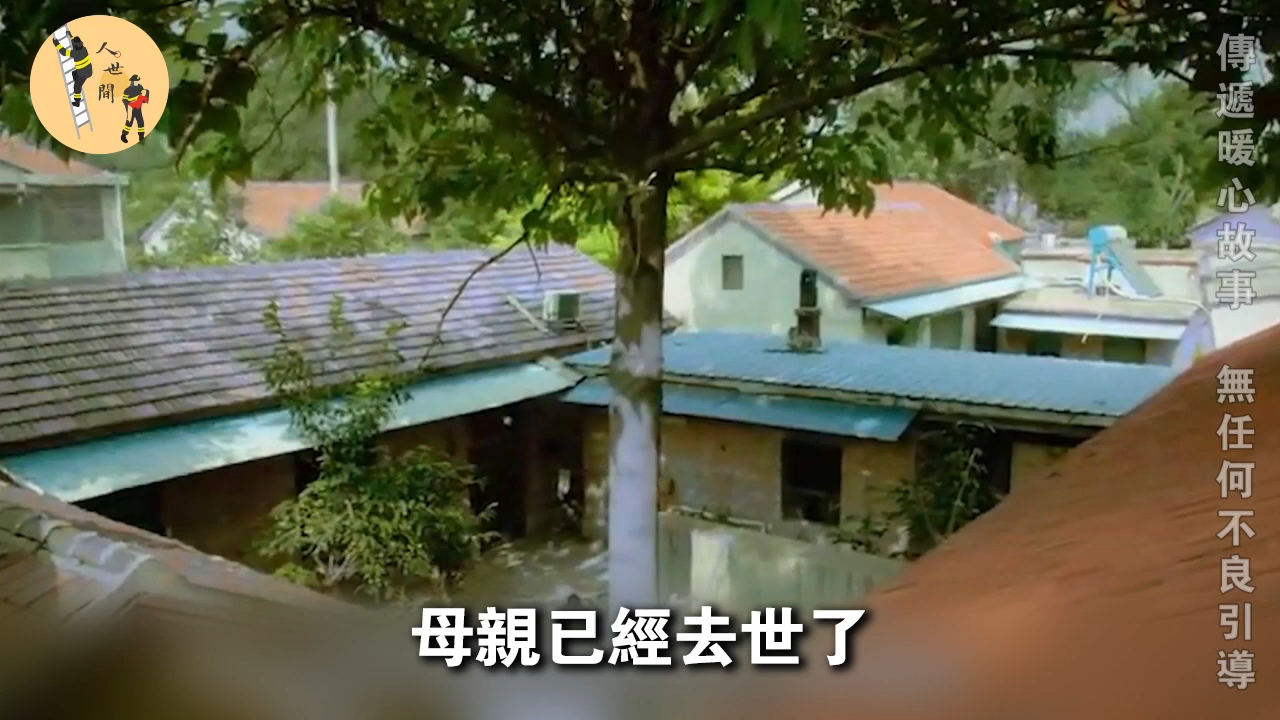 人世間
傳遞暖心故事 無任何不良引導
母親已經去世了